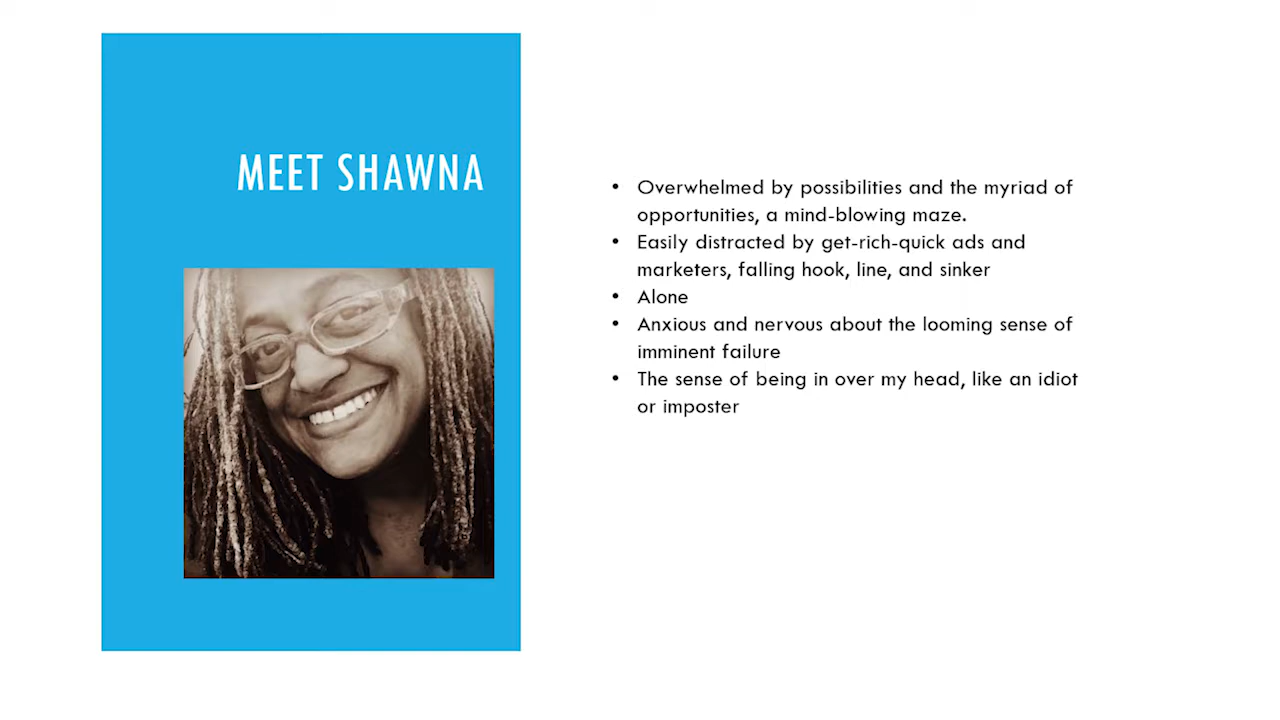 MEET SHAWNA
• Overwhelmed by possibilities and the myriad of
opportunities, a mind-blowing maze.
• Easily distracted by get-rich-quick ads and
marketers, falling hook, line, and sinker
• Alone
• Anxious and nervous about the looming sense of
imminent failure
• The sense of being in over my head, like an idiot
or imposter